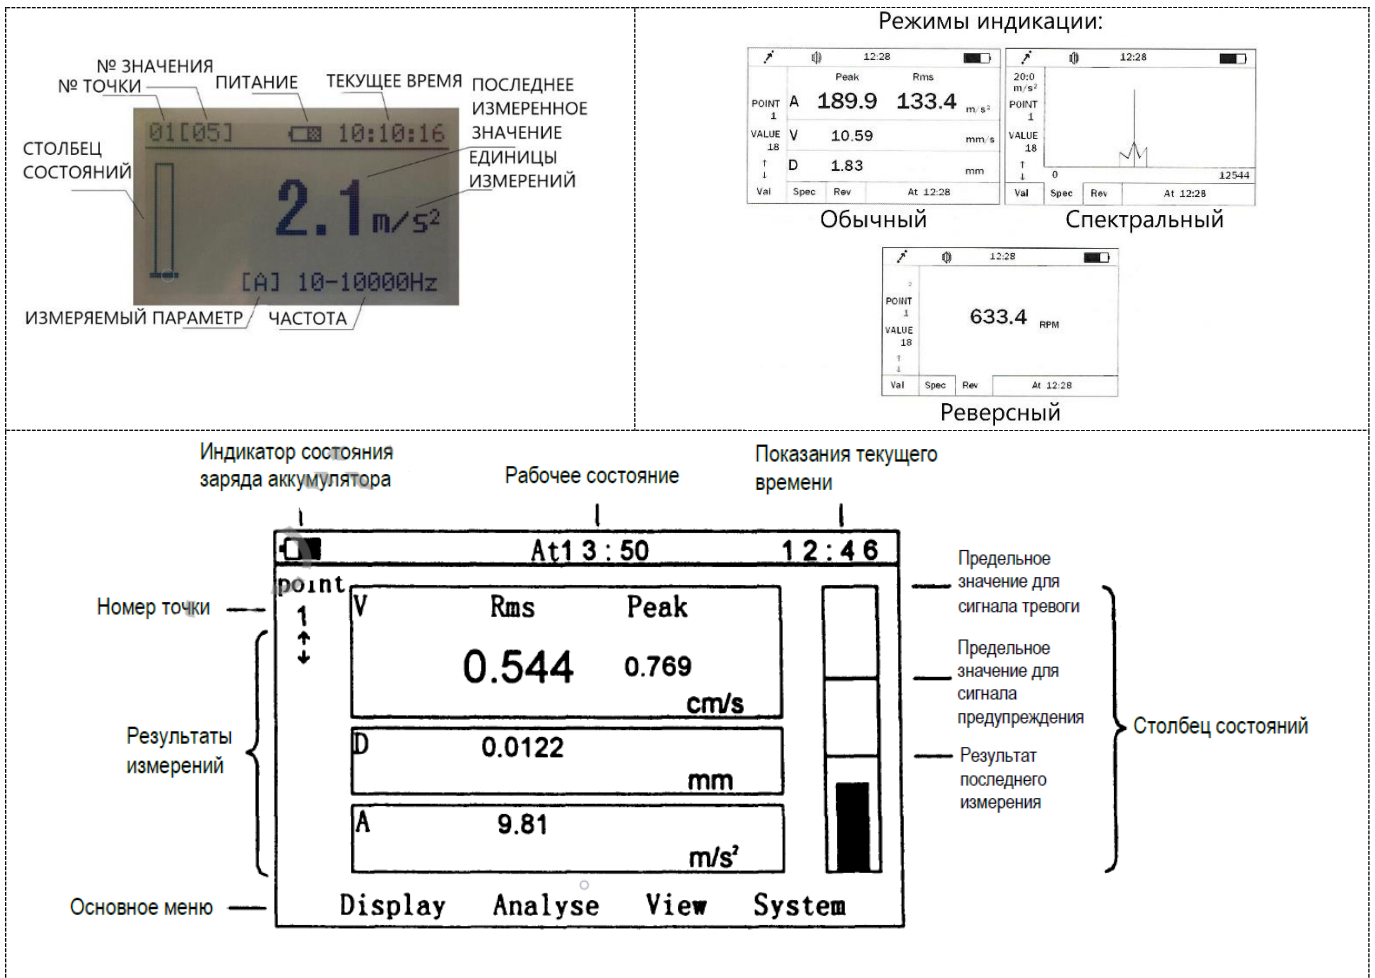 № ЗНАЧЕНИЯ
№ ТОЧКИ
ПИТАНИЕ
ТЕКУЩЕЕ ВРЕМЯ
ПОСЛЕДНЕЕ
ИЗМЕРЕННОЕ
ЗНАЧЕНИЕ
ЕДИНИЦЫ
ИЗМЕРЕНИЙ
СТОЛБЕЦ
СОСТОЯНИЙ
01[05] 10:10:16
2.1 m/s²
[A] 10-10000Hz
ИЗМЕРЯЕМЫЙ ПАРАМЕТР
ЧАСТОТА
Режимы индикации:
12:28
Peak Rms
POINT
1
A 189.9 133.4 m/s²
VALUE
18
V 10.59 mm/s
D 1.83 mm
↑
↓
Val Spec Rev At 12:28
Обычный
12:28
20:0
m/s²
POINT
1
VALUE
18
↑
↓
0 12544
Val Spec Rev At 12:28
Спектральный
12:28
POINT
1
VALUE
18
↑
↓
633.4 RPM
Val Spec Rev At 12:28
Реверсный
Индикатор состояния
заряда аккумулятора
Рабочее состояние
Показания текущего
времени
At13:50 12:46
point
1
↑
↓
V Rms Peak
0.544 0.769
cm/s
D 0.0122
mm
A 9.81
m/s²
Display Analyse View System
Номер точки
Результаты
измерений
Основное меню
Предельное
значение для
сигнала тревоги
Предельное
значение для
сигнала
предупреждения
Результат
последнего
измерения
Столбец состояний